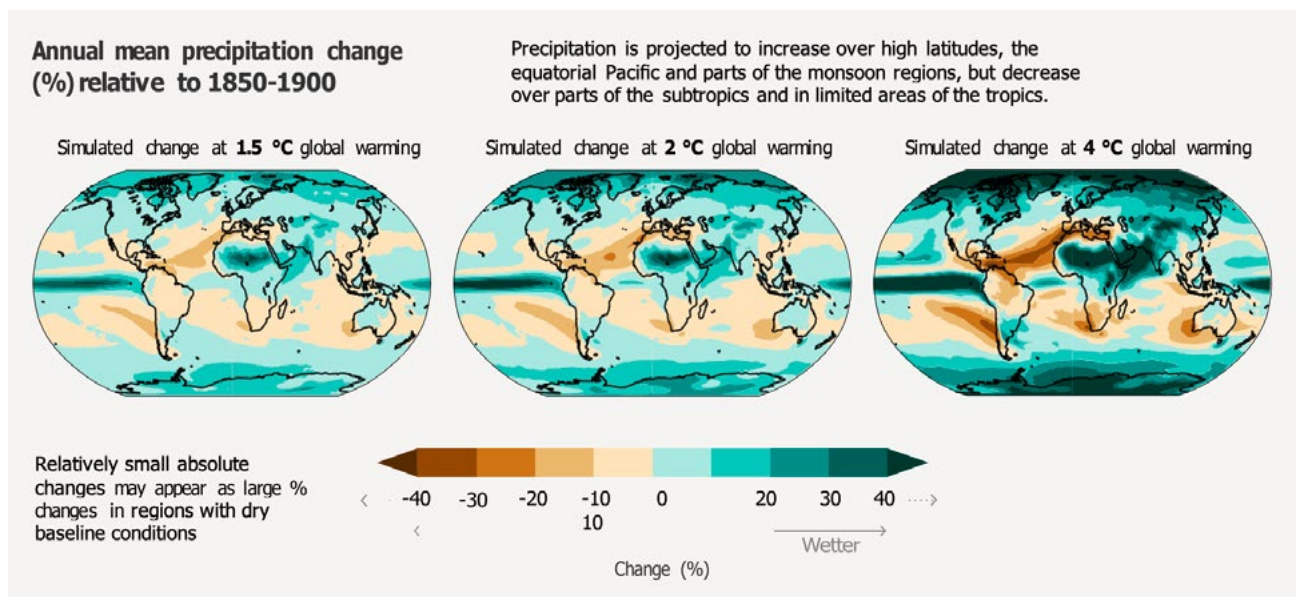 Annual mean precipitation change
(%) relative to 1850-1900
Precipitation is projected to increase over high latitudes, the
equatorial Pacific and parts of the monsoon regions, but decrease
over parts of the subtropics and in limited areas of the tropics.
Simulated change at 1.5 °C global warming
Simulated change at 2 °C global warming
Simulated change at 4 °C global warming
Relatively small absolute
changes may appear as large %
changes in regions with dry
baseline conditions
-40 -30 -20 -10 0 20 30 40
10
Wetter
Change (%)